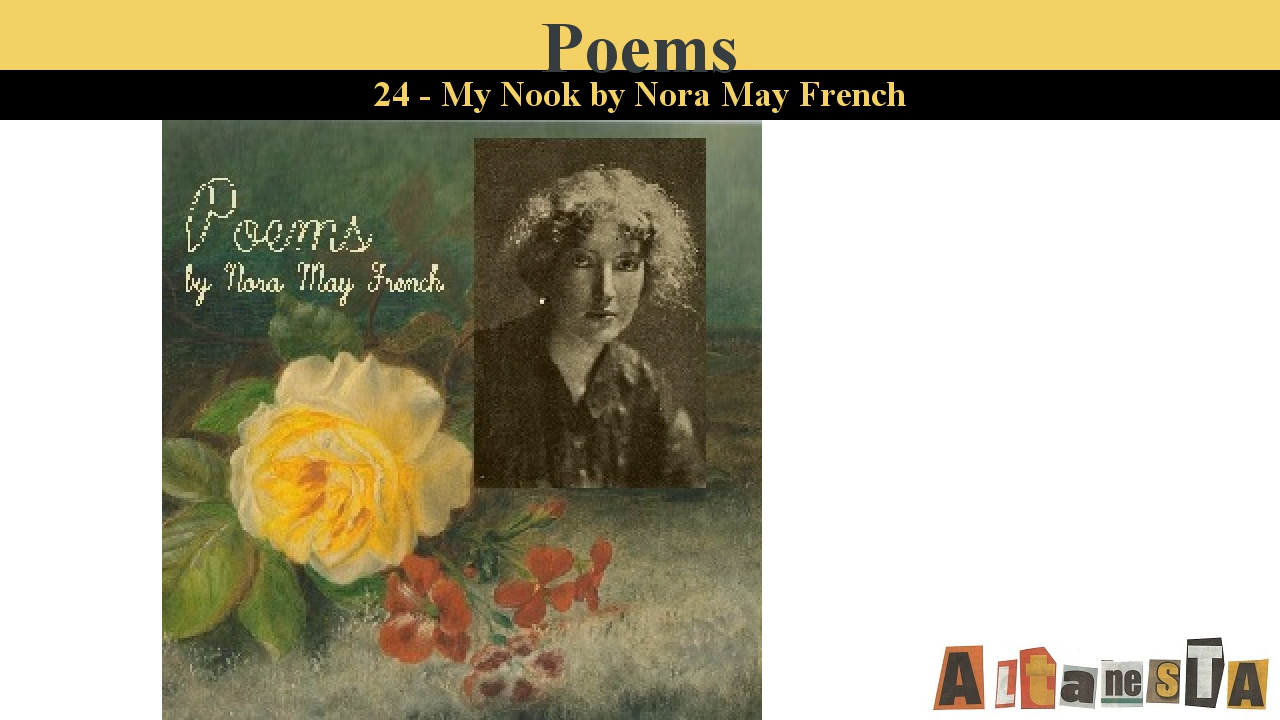 Poems
24 - My Nook by Nora May French
Poems
by Nora May French
AltanesTA